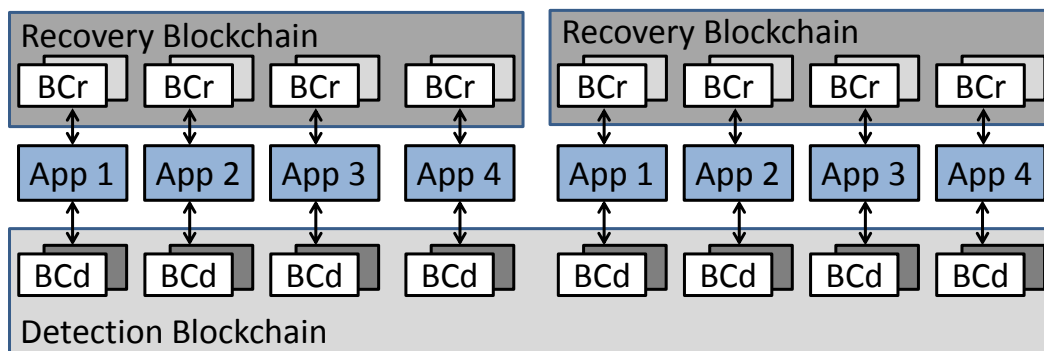 Recovery Blockchain Recovery Blockchain
BCr BCr BCr BCr BCr BCr BCr BCr
App 1 App 2 App 3 App 4 App 1 App 2 App 3 App 4
BCd BCd BCd BCd BCd BCd BCd BCd
Detection Blockchain